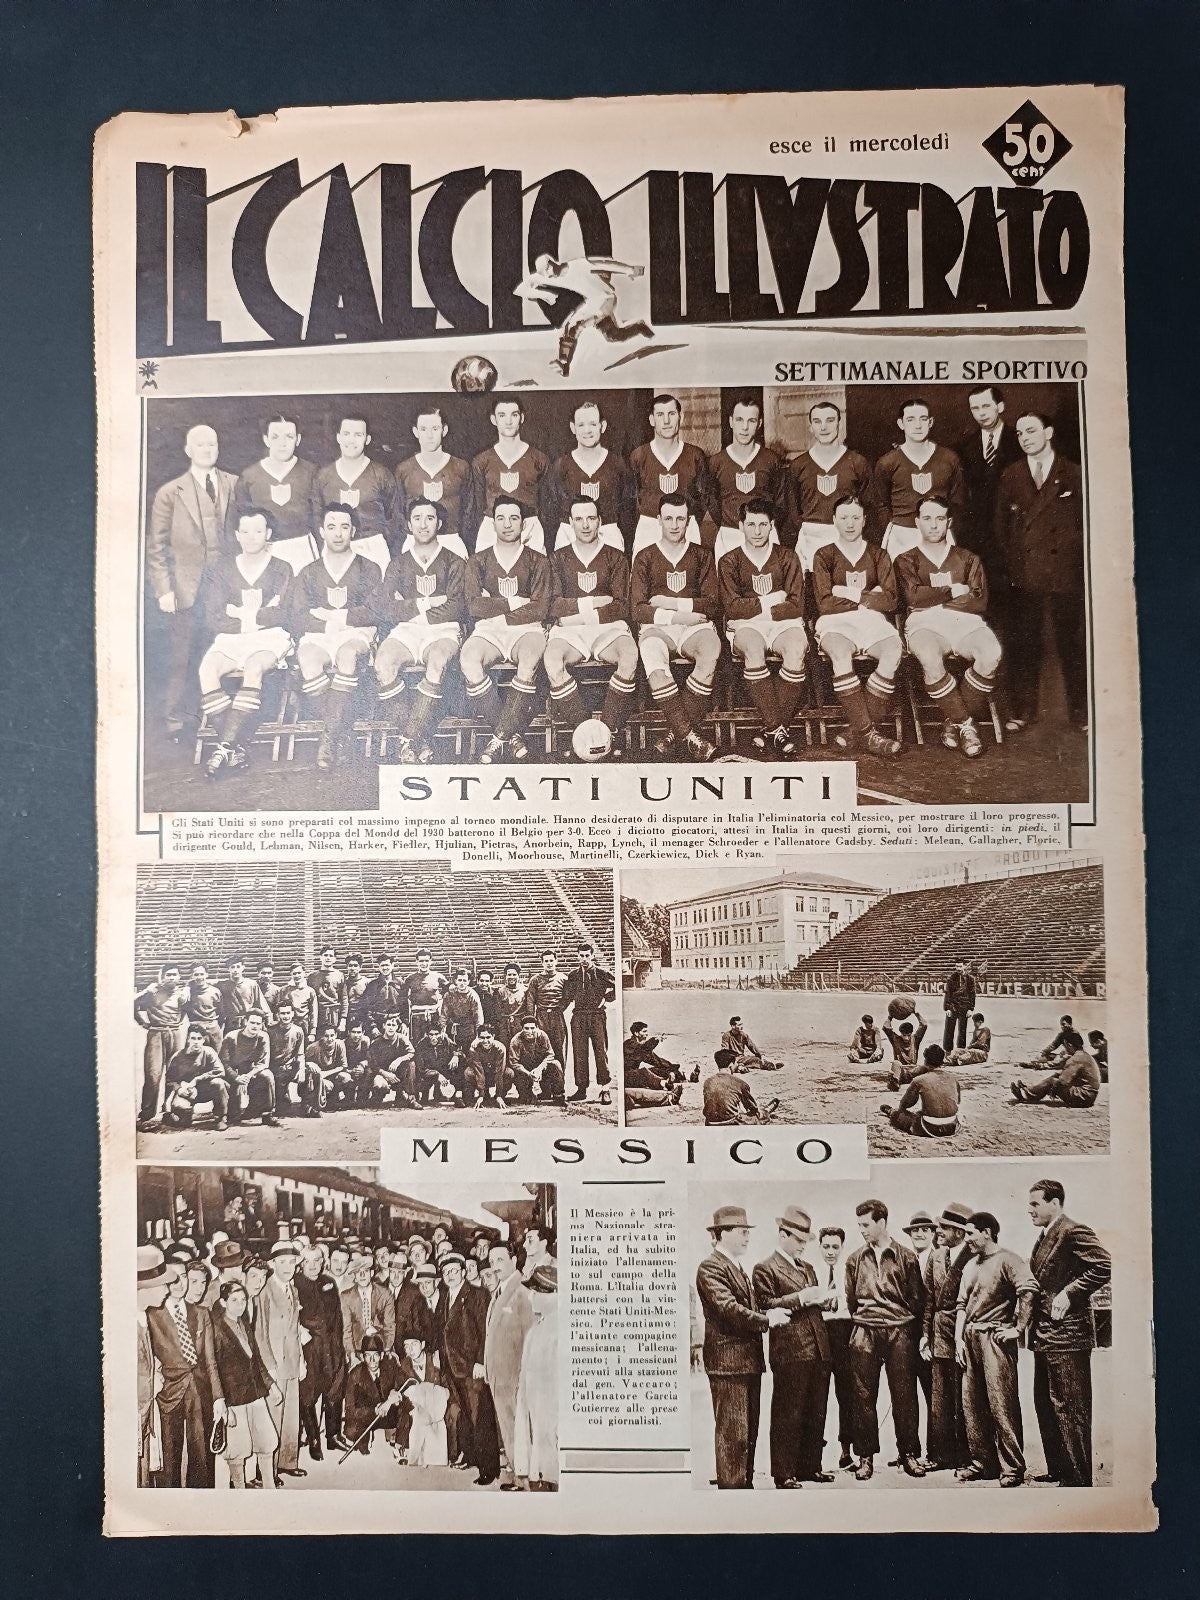 esce il mercoledì
50
cent
IL CALCIO ILLVSTRATO
SETTIMANALE SPORTIVO
STATI UNITI
Gli Stati Uniti si sono preparati col massimo impegno al torneo mondiale. Hanno desiderato di disputare in Italia l'eliminatoria col Messico, per mostrare il loro progresso.
Si può ricordare che nella Coppa del Mondo del 1930 batterono il Belgio per 3-0. Ecco i diciotto giocatori, attesi in Italia in questi giorni, coi loro dirigenti: in piedi, il
dirigente Gould, Lehman, Nilsen, Harker, Fiedler, Hjulian, Pietras, Anorbein, Rapp, Lynch, il menager Schroeder e l'allenatore Gadsby. Seduti: Melean, Gallagher, Florie,
Donelli, Moorhouse, Martinelli, Czerkiewicz, Dick e Ryan.
ACQUISTATE PRODOTTI
VESTE TUTTA R
MESSICO
Il Messico è la pri-
ma Nazionale stra-
niera arrivata in
Italia, ed ha subito
iniziato l'allenamen-
to sul campo della
Roma. L'Italia dovrà
battersi con la vin-
cente Stati Uniti-Mes-
sico. Presentiamo:
l'aitante compagine
messicana; l'allena-
mento; i messicani
ricevuti alla stazione
dal gen. Vaccaro;
l'allenatore Garcia
Gutierrez alle prese
coi giornalisti.